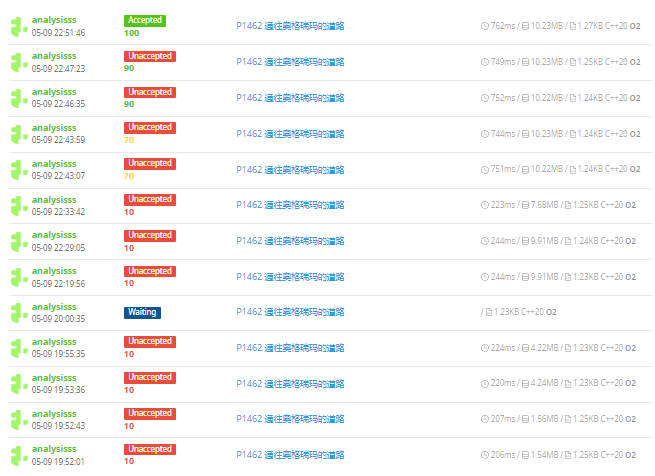 analysisss Accepted P1462 通往奥格瑞玛的道路 762ms / 10.23MB / 1.27KB C++20 O2
05-09 22:51:46 100
analysisss Unaccepted P1462 通往奥格瑞玛的道路 749ms / 10.23MB / 1.25KB C++20 O2
05-09 22:47:23 90
analysisss Unaccepted P1462 通往奥格瑞玛的道路 752ms / 10.22MB / 1.24KB C++20 O2
05-09 22:46:35 90
analysisss Unaccepted P1462 通往奥格瑞玛的道路 744ms / 10.23MB / 1.24KB C++20 O2
05-09 22:43:59 70
analysisss Unaccepted P1462 通往奥格瑞玛的道路 751ms / 10.22MB / 1.24KB C++20 O2
05-09 22:43:07 70
analysisss Unaccepted P1462 通往奥格瑞玛的道路 223ms / 7.68MB / 1.25KB C++20 O2
05-09 22:33:42 10
analysisss Unaccepted P1462 通往奥格瑞玛的道路 244ms / 9.91MB / 1.24KB C++20 O2
05-09 22:29:05 10
analysisss Unaccepted P1462 通往奥格瑞玛的道路 244ms / 9.91MB / 1.23KB C++20 O2
05-09 22:19:56 10
analysisss Waiting P1462 通往奥格瑞玛的道路 / 1.23KB C++20 O2
05-09 20:00:35
analysisss Unaccepted P1462 通往奥格瑞玛的道路 224ms / 4.22MB / 1.23KB C++20 O2
05-09 19:55:35 10
analysisss Unaccepted P1462 通往奥格瑞玛的道路 220ms / 4.24MB / 1.23KB C++20 O2
05-09 19:53:36 10
analysisss Unaccepted P1462 通往奥格瑞玛的道路 207ms / 1.56MB / 1.25KB C++20 O2
05-09 19:52:43 10
analysisss Unaccepted P1462 通往奥格瑞玛的道路 206ms / 1.54MB / 1.25KB C++20 O2
05-09 19:52:01 10